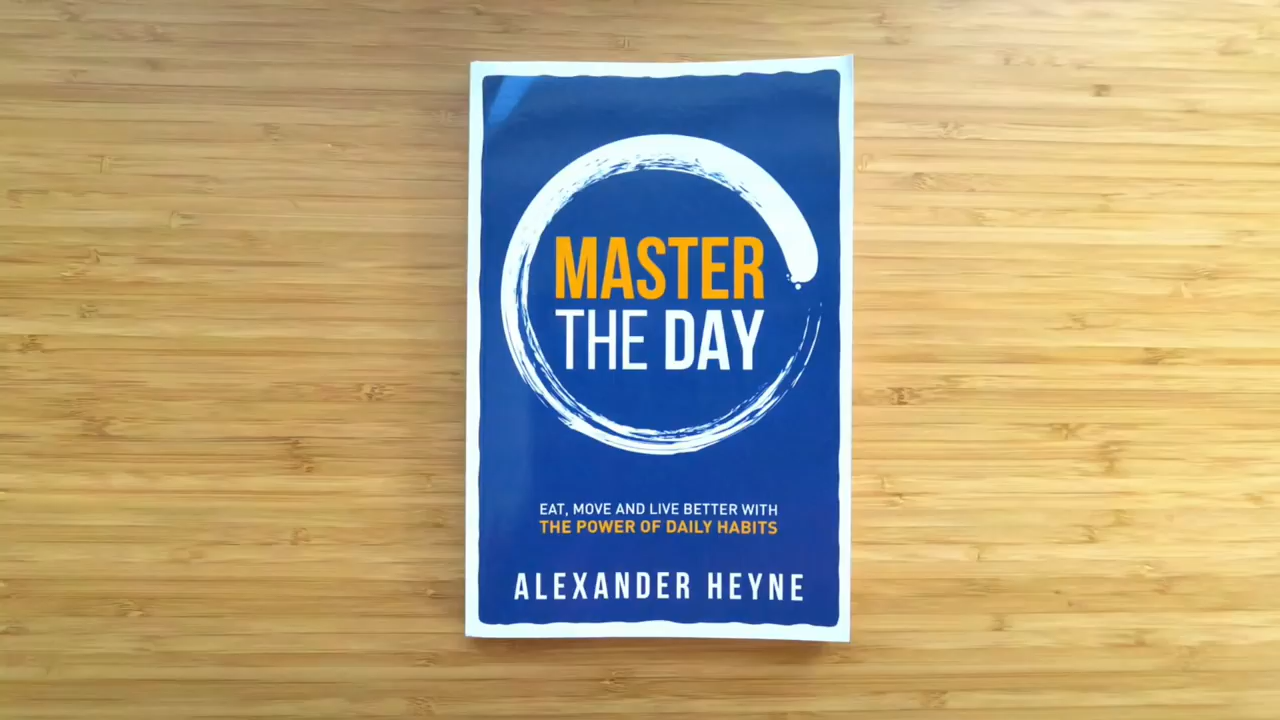 MASTER
THE DAY
EAT, MOVE AND LIVE BETTER WITH
THE POWER OF DAILY HABITS
ALEXANDER HEYNE